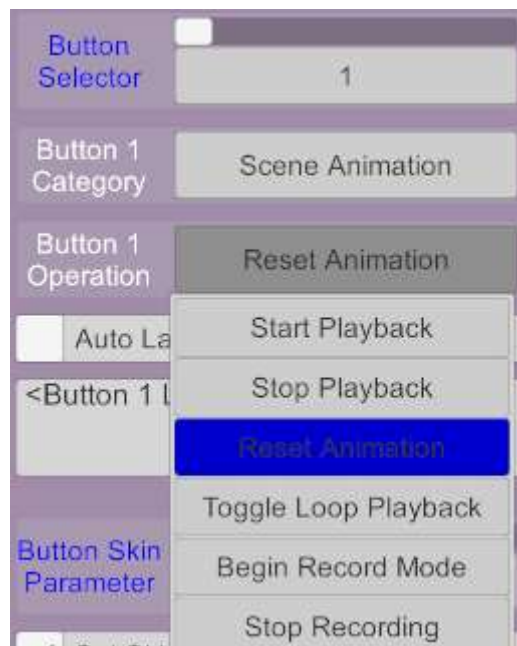 Button
Selector
1
Button 1
Category
Scene Animation
Button 1
Operation
Reset Animation
Start Playback
Auto La
Stop Playback
<Button 1 L
Reset Animation
Toggle Loop Playback
Button Skin
Parameter
Begin Record Mode
Stop Recording